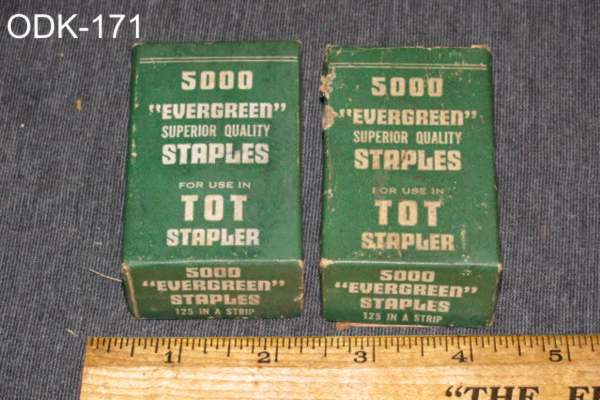 ODK-171
5000
"EVERGREEN"
SUPERIOR QUALITY
STAPLES
FOR USE IN
TOT
STAPLER
5000
"EVERGREEN"
STAPLES
125 IN A STRIP
5000
"EVERGREEN"
SUPERIOR QUALITY
STAPLES
FOR USE IN
TOT
STAPLER
5000
"EVERGREEN"
STAPLES
125 IN A STRIP
1 2 3 4 5
"THE